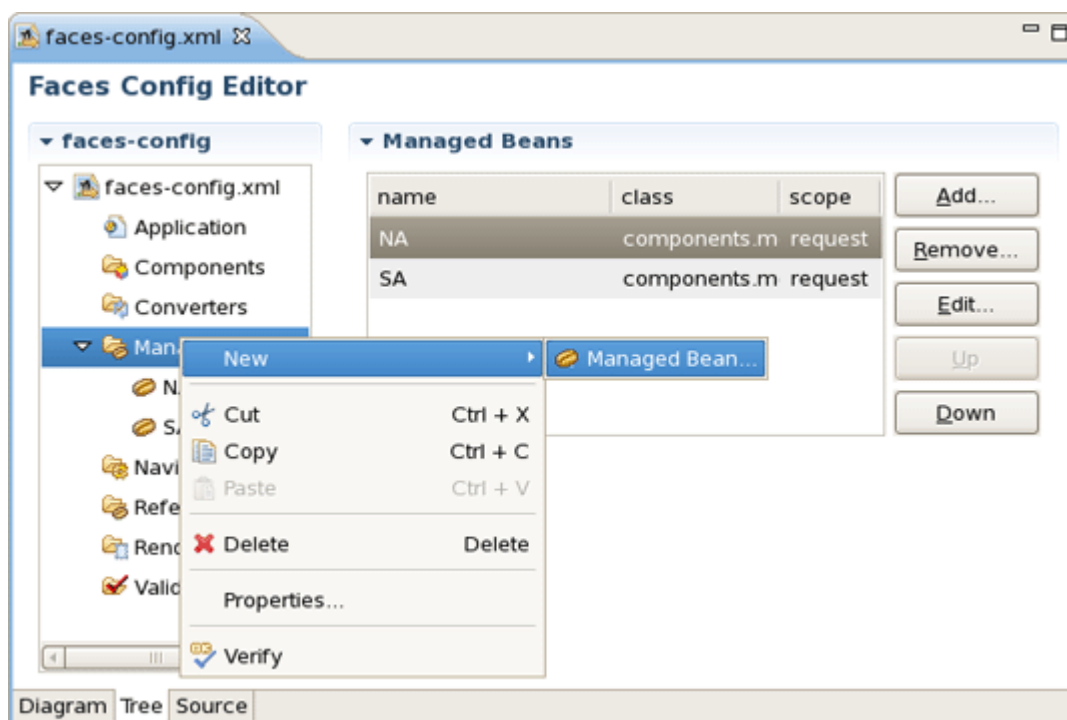 faces-config.xml
Faces Config Editor
faces-config
Managed Beans
faces-config.xml
Application
Components
Converters
name class scope
NA components.m request
SA components.m request
Add...
Remove...
Edit...
Up
Down
New
Managed Bean...
Cut Ctrl + X
Copy Ctrl + C
Paste Ctrl + V
Delete Delete
Properties...
Verify
Diagram Tree Source